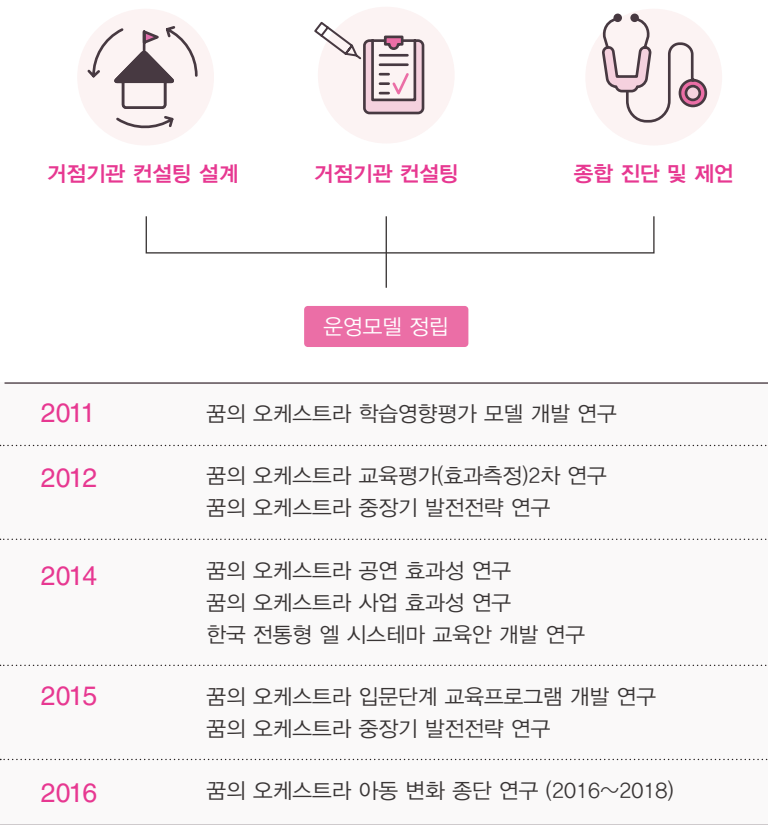 거점기관 컨설팅 설계
거점기관 컨설팅
종합 진단 및 제언
운영모델 정립
2011
꿈의 오케스트라 학습영향평가 모델 개발 연구
2012
꿈의 오케스트라 교육평가(효과측정)2차 연구
꿈의 오케스트라 중장기 발전전략 연구
2014
꿈의 오케스트라 공연 효과성 연구
꿈의 오케스트라 사업 효과성 연구
한국 전통형 엘 시스테마 교육안 개발 연구
2015
꿈의 오케스트라 입문단계 교육프로그램 개발 연구
꿈의 오케스트라 중장기 발전전략 연구
2016
꿈의 오케스트라 아동 변화 종단 연구 (2016~2018)